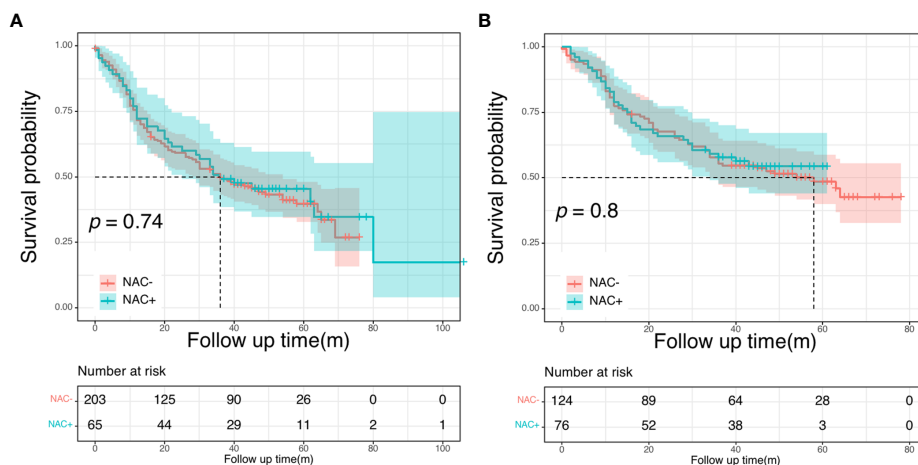 A
1.00
0.75
0.50
0.25
0.00
Survival probability
p = 0.74
NAC-
NAC+
0 20 40 60 80 100
Follow up time(m)
Number at risk
NAC- 203 125 90 26 0 0
NAC+ 65 44 29 11 2 1
0 20 40 60 80 100
Follow up time(m)
B
1.00
0.75
0.50
0.25
0.00
Survival probability
p = 0.8
NAC-
NAC+
0 20 40 60 80
Follow up time(m)
Number at risk
NAC- 124 89 64 28 0
NAC+ 76 52 38 3 0
0 20 40 60 80
Follow up time(m)